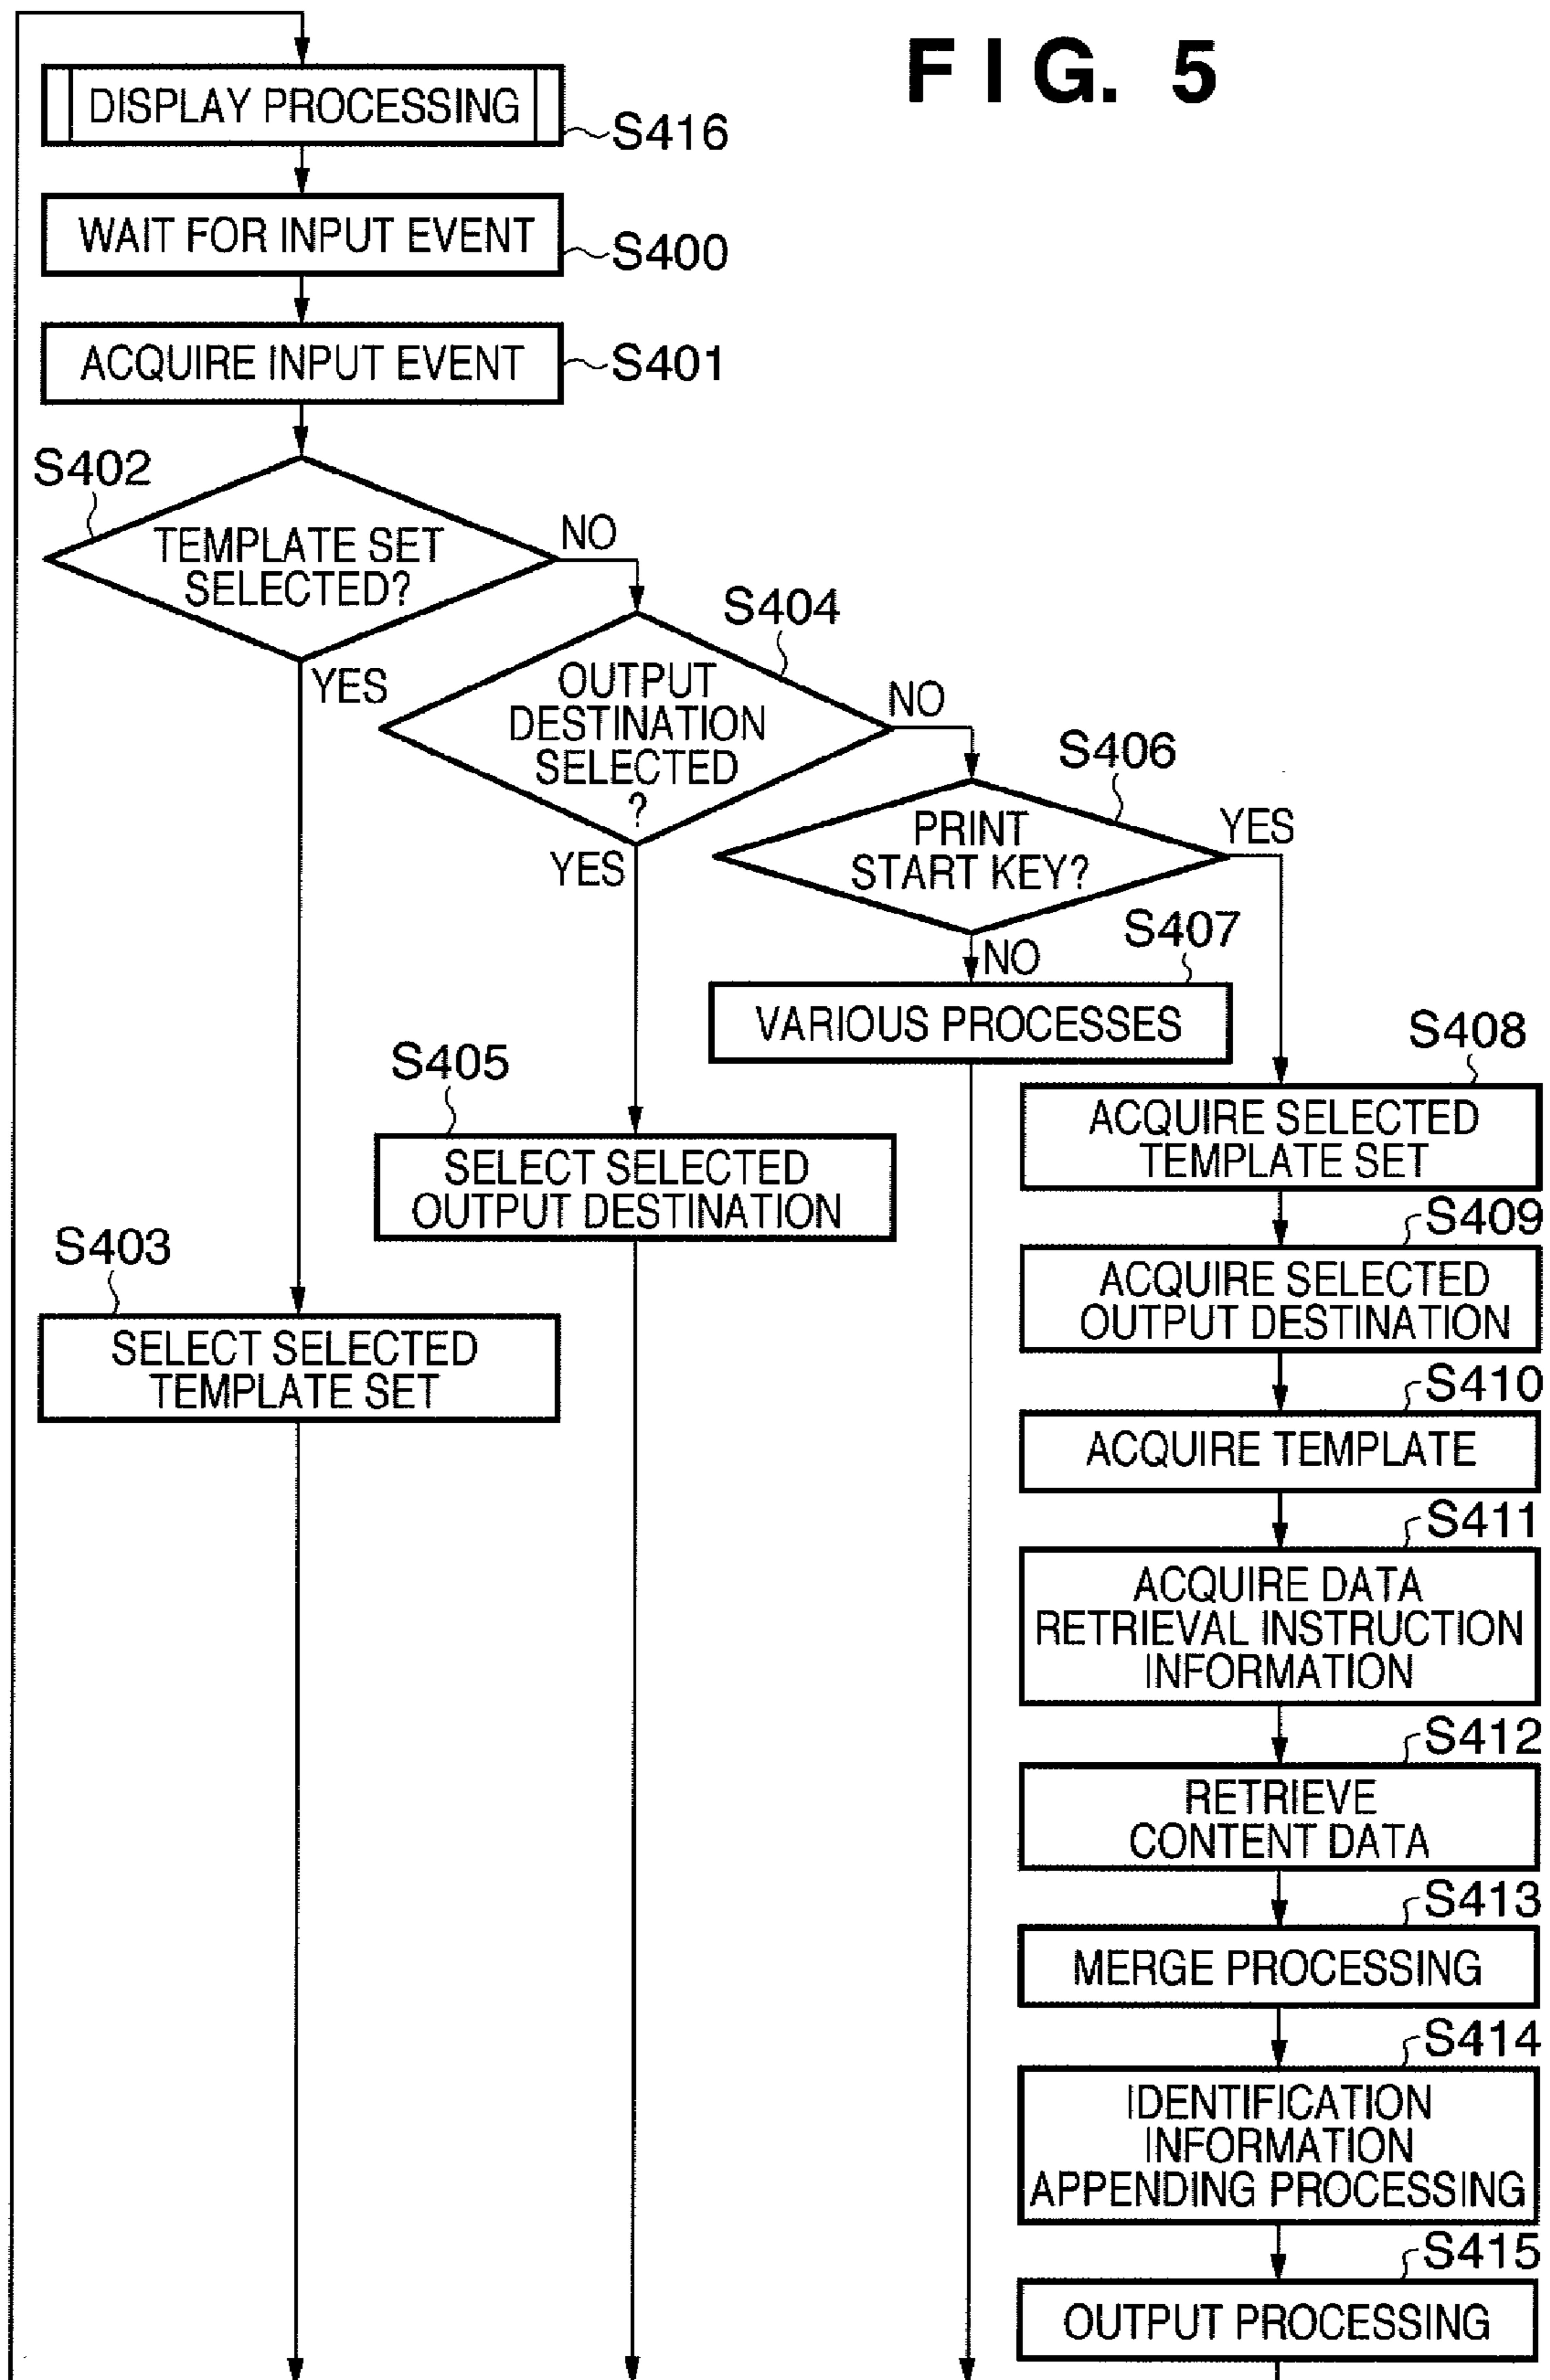 FIG. 5
DISPLAY PROCESSING
S416
WAIT FOR INPUT EVENT
S400
ACQUIRE INPUT EVENT
S401
S402
TEMPLATE SET
SELECTED?
NO
YES
S404
OUTPUT
DESTINATION
SELECTED
?
NO
YES
S406
PRINT
START KEY?
YES
NO
S407
VARIOUS PROCESSES
S405
SELECT SELECTED
OUTPUT DESTINATION
S403
SELECT SELECTED
TEMPLATE SET
S408
ACQUIRE SELECTED
TEMPLATE SET
S409
ACQUIRE SELECTED
OUTPUT DESTINATION
S410
ACQUIRE TEMPLATE
S411
ACQUIRE DATA
RETRIEVAL INSTRUCTION
INFORMATION
S412
RETRIEVE
CONTENT DATA
S413
MERGE PROCESSING
S414
IDENTIFICATION
INFORMATION
APPENDING PROCESSING
S415
OUTPUT PROCESSING